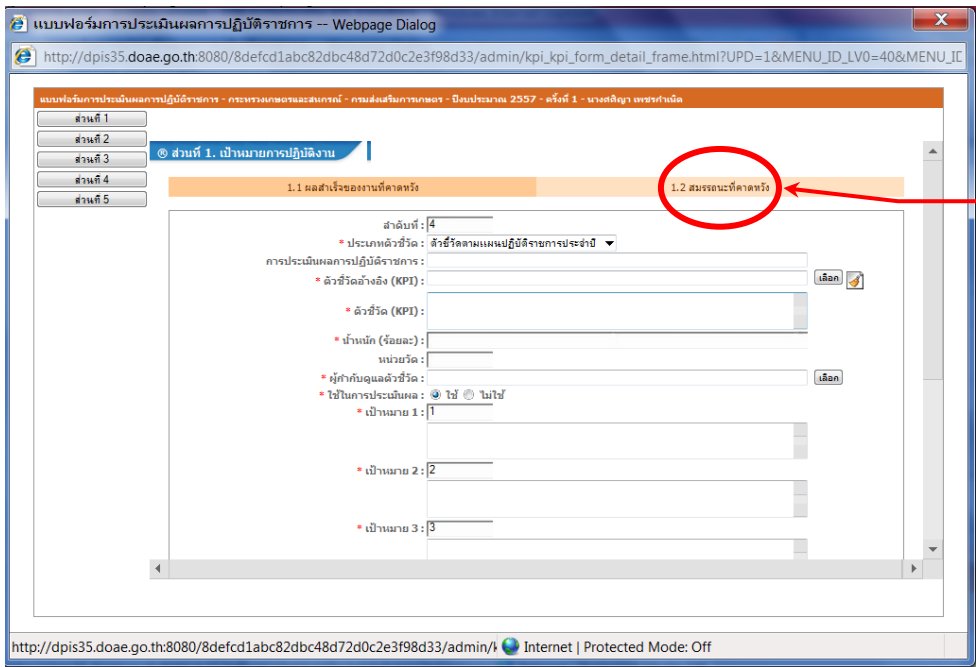 แบบฟอร์มการประเมินผลการปฏิบัติราชการ -- Webpage Dialog
X
http://dpis35.doae.go.th:8080/8defcd1abc82dbc48d72d0c2e3f98d33/admin/kpi_kpi_form_detail_frame.html?UPD=1&MENU_ID_LV0=40&MENU_ID
แบบฟอร์มการประเมินผลการปฏิบัติราชการ - กระทรวงเกษตรและสหกรณ์ - กรมส่งเสริมการเกษตร - ปีงบประมาณ 2557 - ครั้งที่ 1 - นางศศิญา เพชรกำเนิด
ส่วนที่ 1
ส่วนที่ 2
ส่วนที่ 3
ส่วนที่ 4
ส่วนที่ 5
® ส่วนที่ 1. เป้าหมายการปฏิบัติงาน
1.1 ผลสำเร็จของงานที่คาดหวัง 1.2 สมรรถนะที่คาดหวัง
ลำดับที่ : 4
* ประเภทตัวชี้วัด : ตัวชี้วัดตามแผนปฏิบัติราชการประจำปี
การประเมินผลการปฏิบัติราชการ :
* ตัวชี้วัดอ้างอิง (KPI) : เลือก
* ตัวชี้วัด (KPI) :
* น้ำหนัก (ร้อยละ) :
หน่วยวัด :
* ผู้กำกับดูแลตัวชี้วัด : เลือก
* ใช้ในการประเมินผล : ใช้ ไม่ใช้
* เป้าหมาย 1 : 1
* เป้าหมาย 2 : 2
* เป้าหมาย 3 : 3
http://dpis35.doae.go.th:8080/8defcd1abc82dbc48d72d0c2e3f98d33/admin/k Internet | Protected Mode: Off